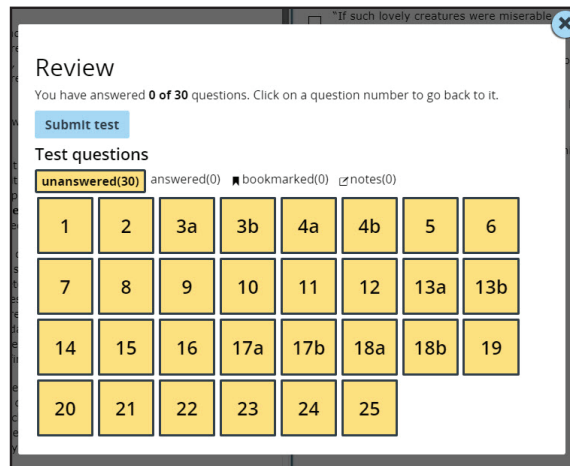 "If such lovely creatures were miserable
Review
You have answered 0 of 30 questions. Click on a question number to go back to it.
Submit test
Test questions
unanswered(30) answered(0) bookmarked(0) notes(0)
1 2 3a 3b 4a 4b 5 6
7 8 9 10 11 12 13a 13b
14 15 16 17a 17b 18a 18b 19
20 21 22 23 24 25